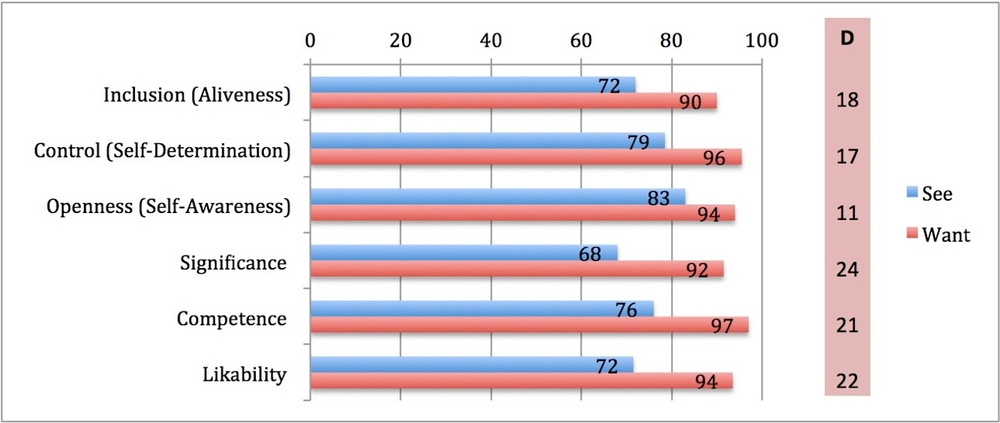 0 20 40 60 80 100 D
Inclusion (Aliveness) 72 90 18
Control (Self-Determination) 79 96 17
Openness (Self-Awareness) 83 94 11
Significance 68 92 24
Competence 76 97 21
Likability 72 94 22
See
Want